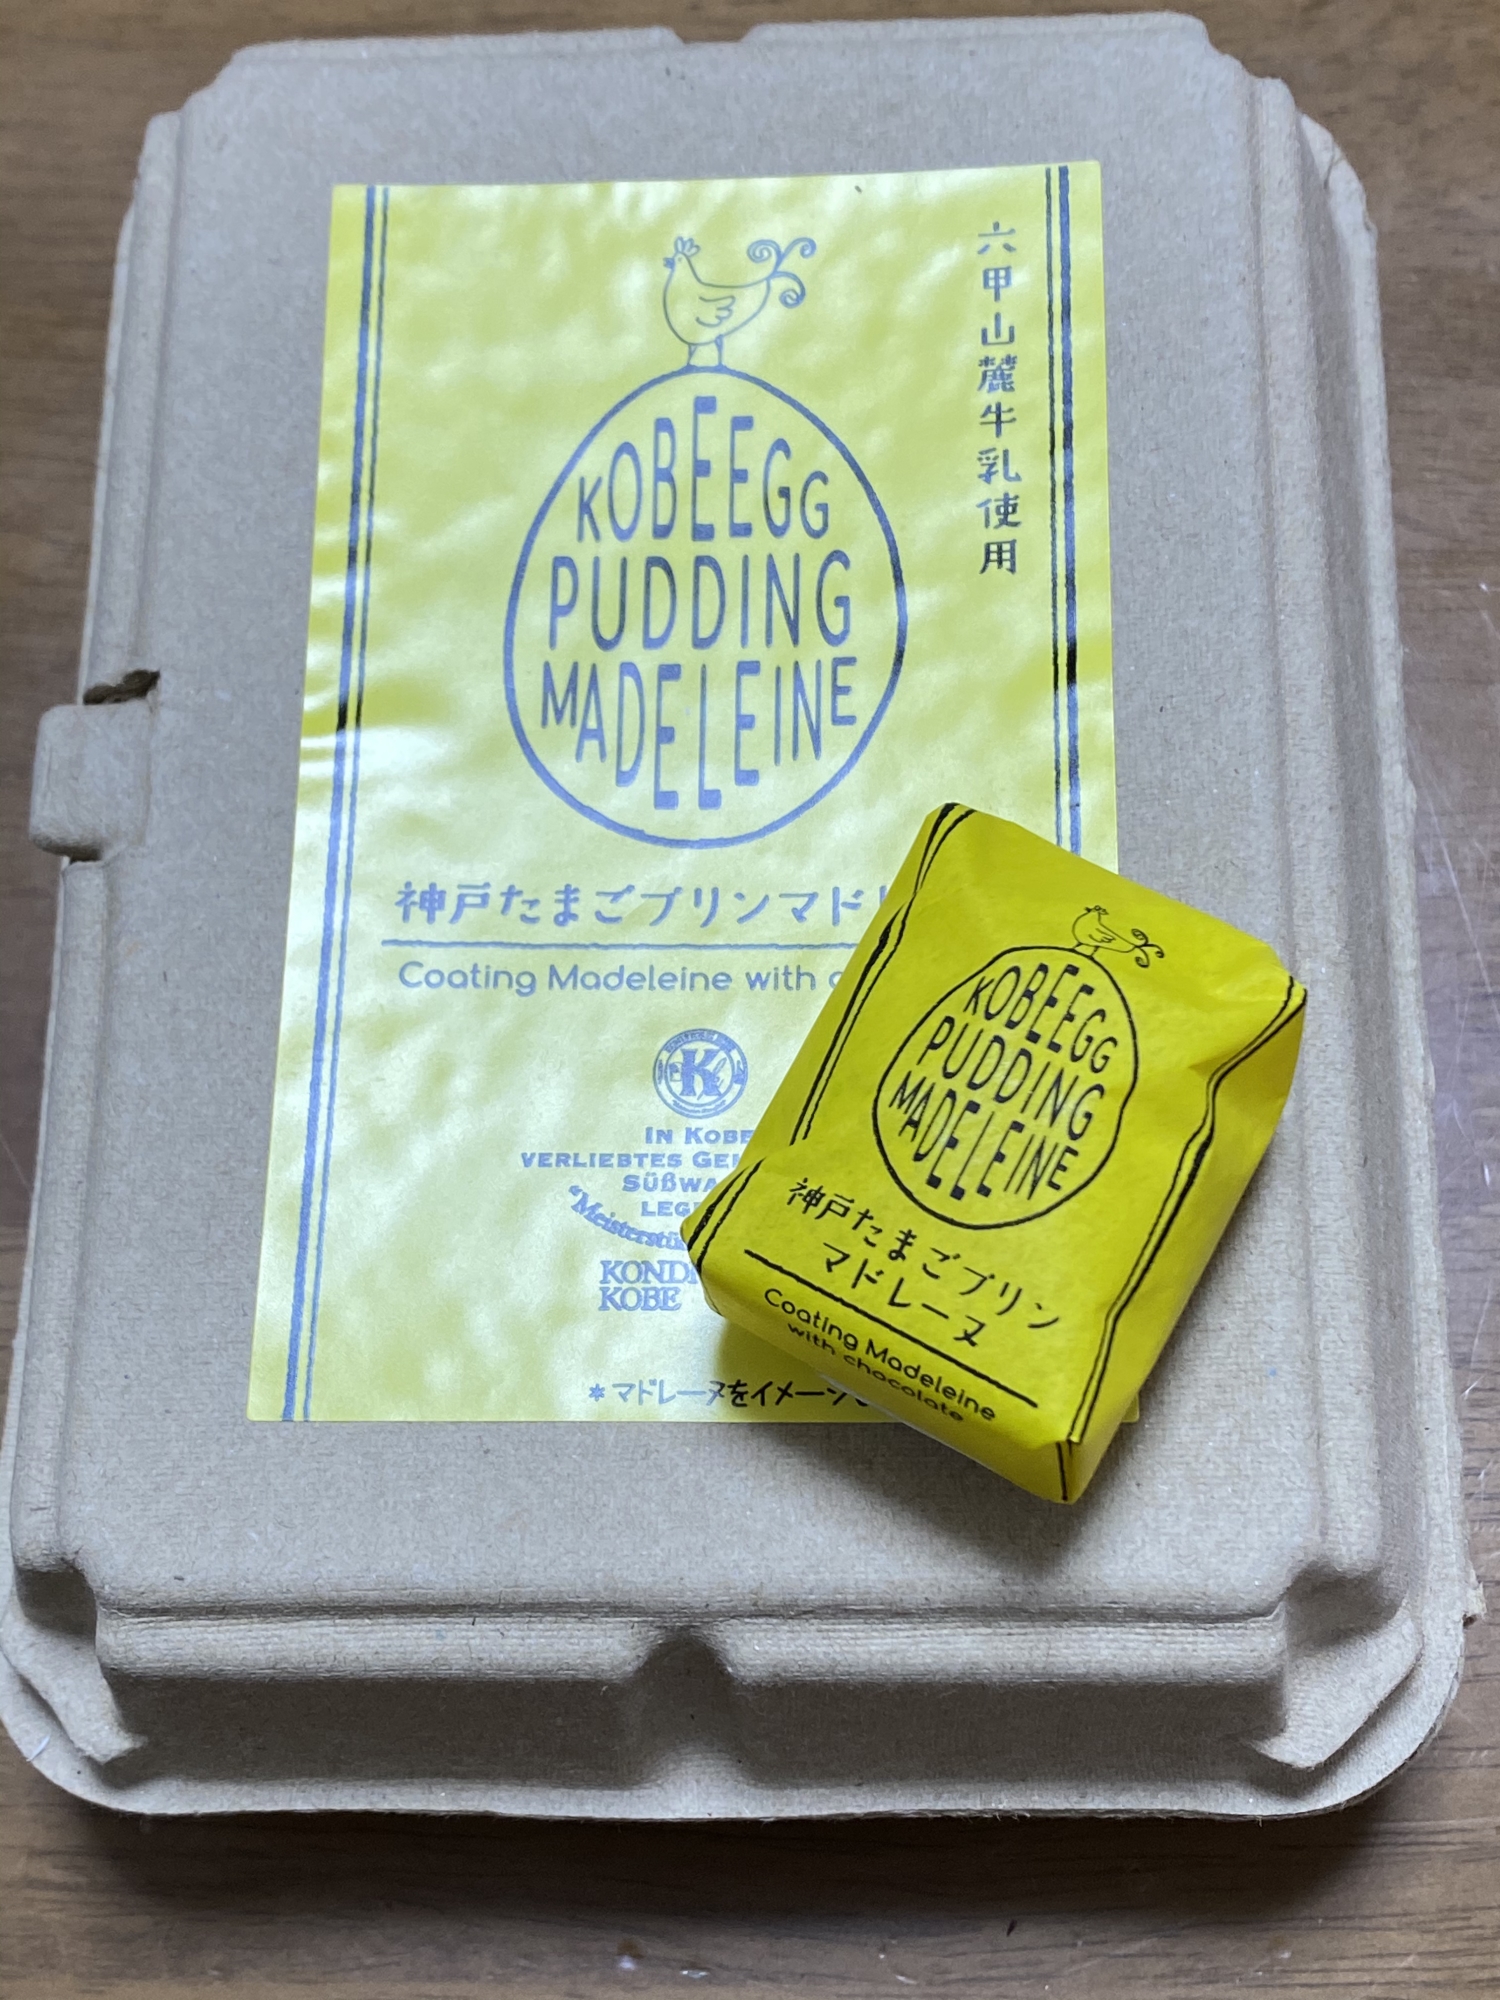 六甲山麓牛乳使用
KOBEEGG
PUDDING
MADELEINE
神戸たまごプリンマド
Coating Madeleine with
K
IN KOBE
VERLIEBTES
SÜßWA
LEG
"Meisterstü
KOND
KOBE
*マドレーヌをイメージ
KOBEEGG
PUDDING
MADELEINE
神戸たまごプリン
マドレーヌ
Coating Madeleine
with chocolate